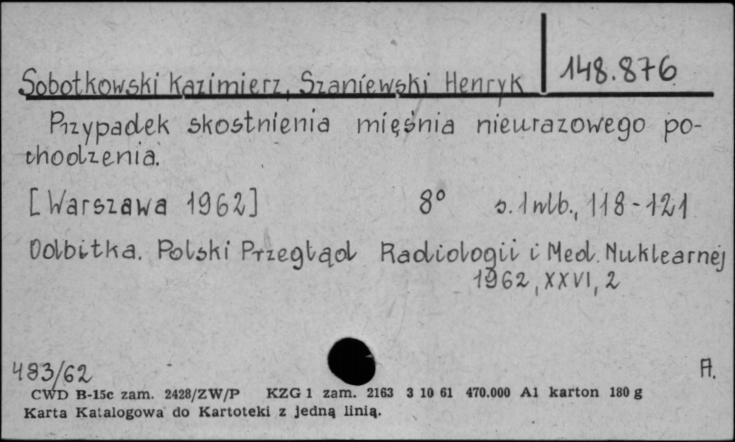 Sobotkowski Kazimierz, Szaniewski Henryk
148.876
Przypadek skostnienia mięśnia nieurazowego po-
chodzenia.
[Warszawa 1962] 8° s. 1 nlb., 118-121
Odbitka. Polski Przegląd Radiologii i Med. Nuklearnej
1962, XXVI, 2
483/62
A.
CWD B-15c zam. 2428/ZW/P KZG 1 zam. 2163 3 10 61 470.000 A1 karton 180 g
Karta Katalogowa do Kartoteki z jedną linią.